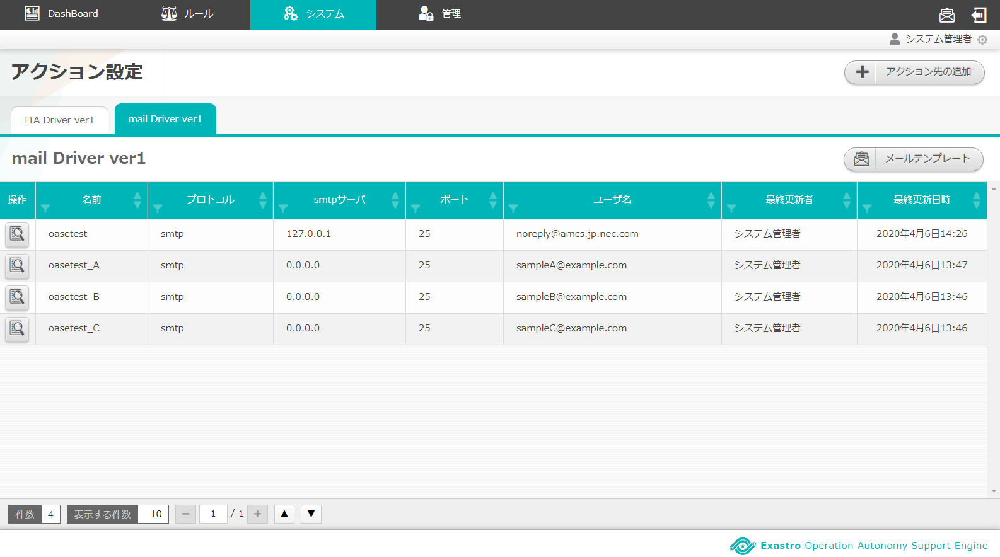 DashBoard ルール システム 管理
システム管理者
アクション設定
アクション先の追加
ITA Driver ver1 mail Driver ver1
mail Driver ver1
メールテンプレート
操作 名前 プロトコル smtpサーバ ポート ユーザ名 最終更新者 最終更新日時
oasetest smtp 127.0.0.1 25 noreply@amcs.jp.nec.com システム管理者 2020年4月6日14:26
oasetest_A smtp 0.0.0.0 25 sampleA@example.com システム管理者 2020年4月6日13:47
oasetest_B smtp 0.0.0.0 25 sampleB@example.com システム管理者 2020年4月6日13:46
oasetest_C smtp 0.0.0.0 25 sampleC@example.com システム管理者 2020年4月6日13:46
件数 4 表示する件数 10 − 1 / 1 + ▲ ▼
Exastro Operation Autonomy Support Engine